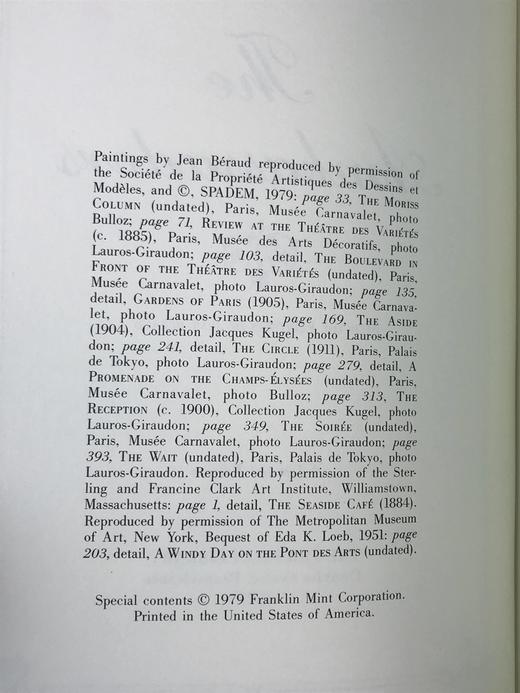 Paintings by Jean Béraud reproduced by permission of
the Société de la Propriété Artistiques des Dessins et
Modèles, and ©, SPADEM, 1979: page 33, THE MORISS
COLUMN (undated), Paris, Musée Carnavalet, photo
Bulloz; page 71, REVIEW AT THE THÉÂTRE DES VARIÉTÉS
(c. 1885), Paris, Musée des Arts Décoratifs, photo
Lauros-Giraudon; page 103, detail, THE BOULEVARD IN
FRONT OF THE THÉÂTRE DES VARIÉTÉS (undated), Paris,
Musée Carnavalet, photo Lauros-Giraudon; page 135,
detail, GARDENS OF PARIS (1905), Paris, Musée Carnava-
let, photo Lauros-Giraudon; page 169, THE ASIDE
(1904), Collection Jacques Kugel, photo Lauros-Girau-
don; page 241, detail, THE CIRCLE (1911), Paris, Palais
de Tokyo, photo Lauros-Giraudon; page 279, detail, A
PROMENADE ON THE CHAMPS-ÉLYSÉES (undated), Paris,
Musée Carnavalet, photo Bulloz; page 313, THE
RECEPTION (c. 1900), Collection Jacques Kugel, photo
Lauros-Giraudon; page 349, THE SOIRÉE (undated),
Paris, Musée Carnavalet, photo Lauros-Giraudon; page
393, THE WAIT (undated), Paris, Palais de Tokyo, photo
Lauros-Giraudon. Reproduced by permission of the Ster-
ling and Francine Clark Art Institute, Williamstown,
Massachusetts: page 1, detail, THE SEASIDE CAFÉ (1884).
Reproduced by permission of The Metropolitan Museum
of Art, New York, Bequest of Eda K. Loeb, 1951: page
203, detail, A WINDY DAY ON THE PONT DES ARTS (undated).
Special contents © 1979 Franklin Mint Corporation.
Printed in the United States of America.